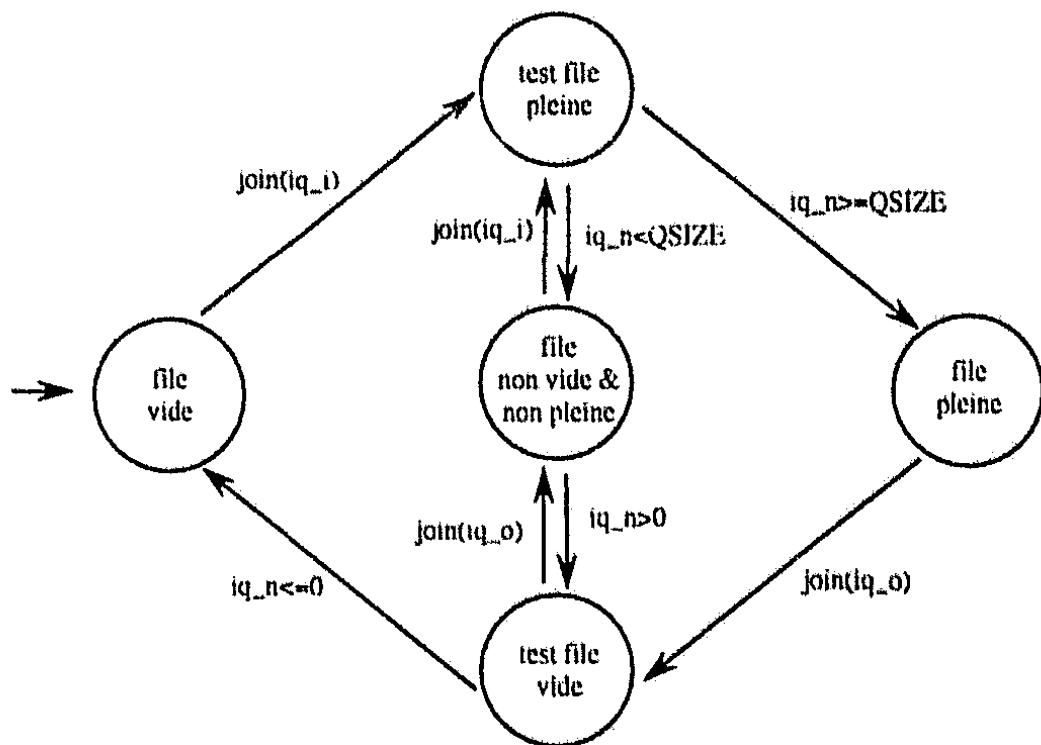 test file
pleine
join(iq_i)
iq_n>=QSIZE
join(iq_i)
iq_n<QSIZE
file
vide
file
non vide &
non pleine
file
pleine
join(iq_o)
iq_n>0
iq_n<=0
join(iq_o)
test file
vide